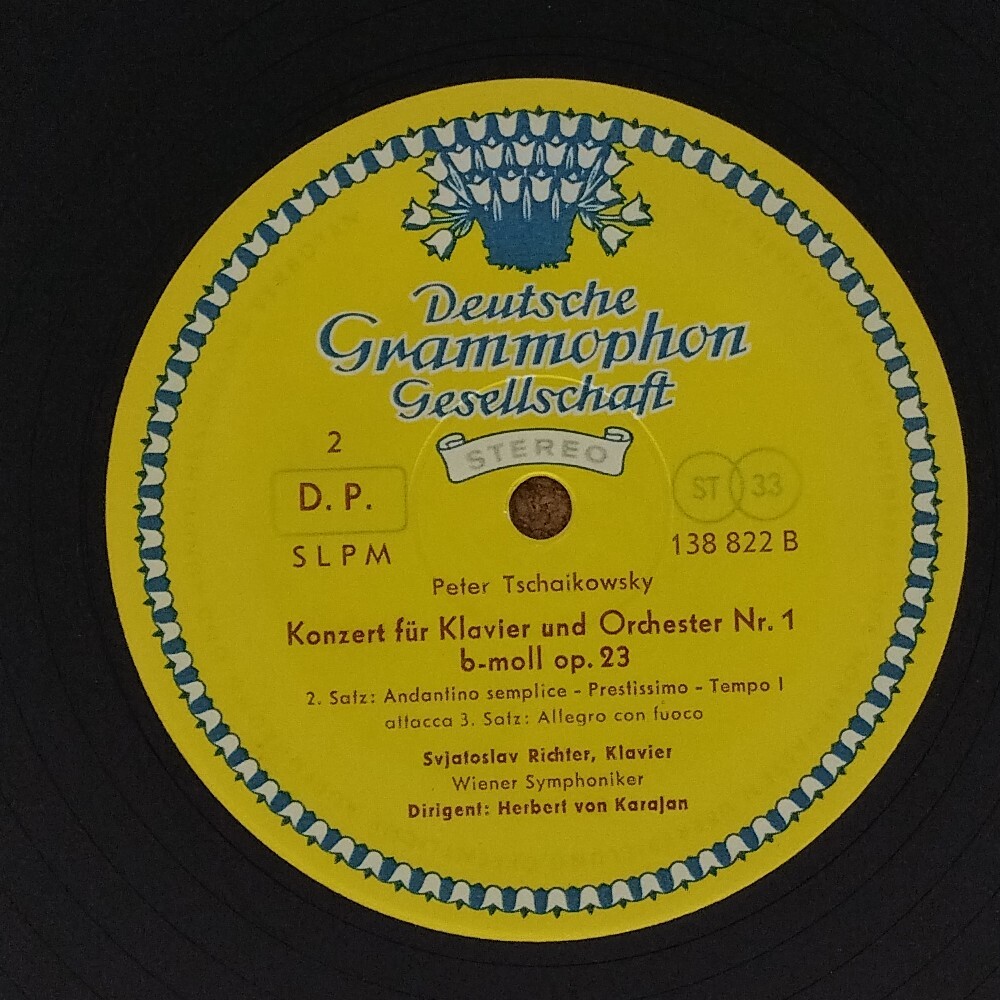 Deutsche
Grammophon
Gesellschaft
STEREO
2
D. P.
SLPM
ST 33
138 822 B
Peter Tschaikowsky
Konzert für Klavier und Orchester Nr. 1
b-moll op. 23
2. Satz: Andantino semplice - Prestissimo - Tempo I
attacca 3. Satz: Allegro con fuoco
Svjatoslav Richter, Klavier
Wiener Symphoniker
Dirigent: Herbert von Karajan